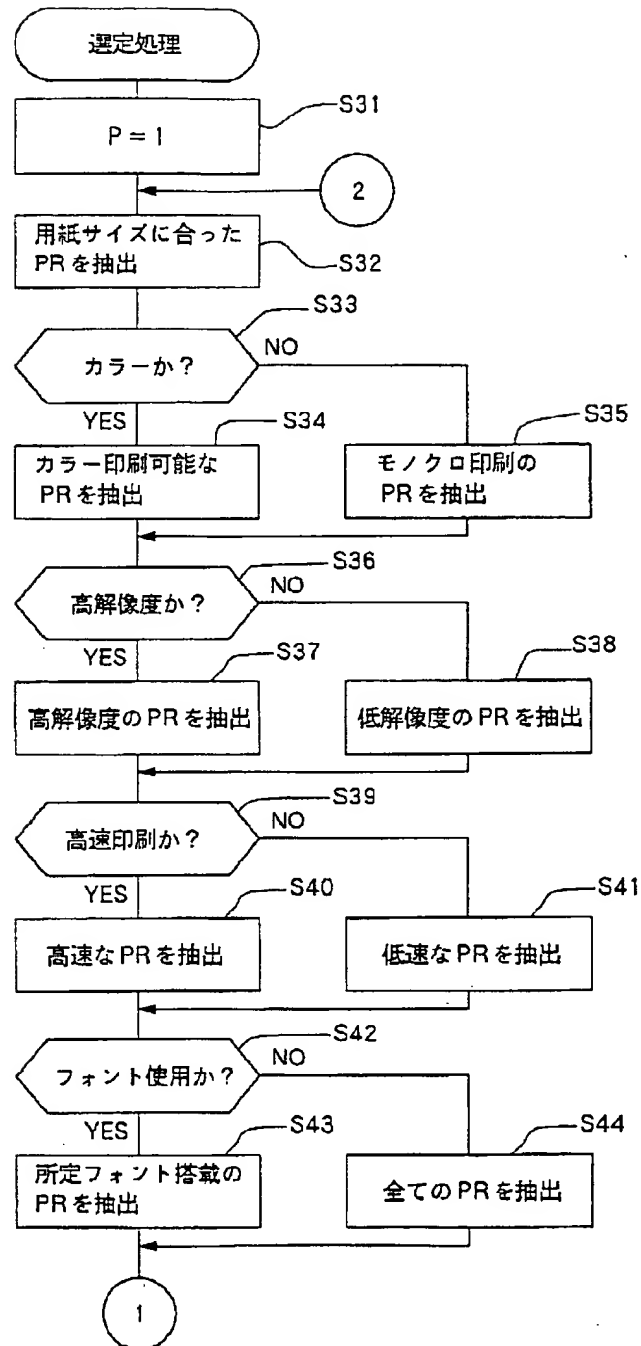 選定処理
S31
P = 1
2
用紙サイズに合った
PRを抽出
S32
S33
カラーか？
NO
YES
S34
S35
カラー印刷可能な
PRを抽出
モノクロ印刷の
PRを抽出
S36
高解像度か？
NO
YES
S37
S38
高解像度のPRを抽出
低解像度のPRを抽出
S39
高速印刷か？
NO
YES
S40
S41
高速なPRを抽出
低速なPRを抽出
S42
フォント使用か？
NO
YES
S43
S44
所定フォント搭載の
PRを抽出
全てのPRを抽出
1